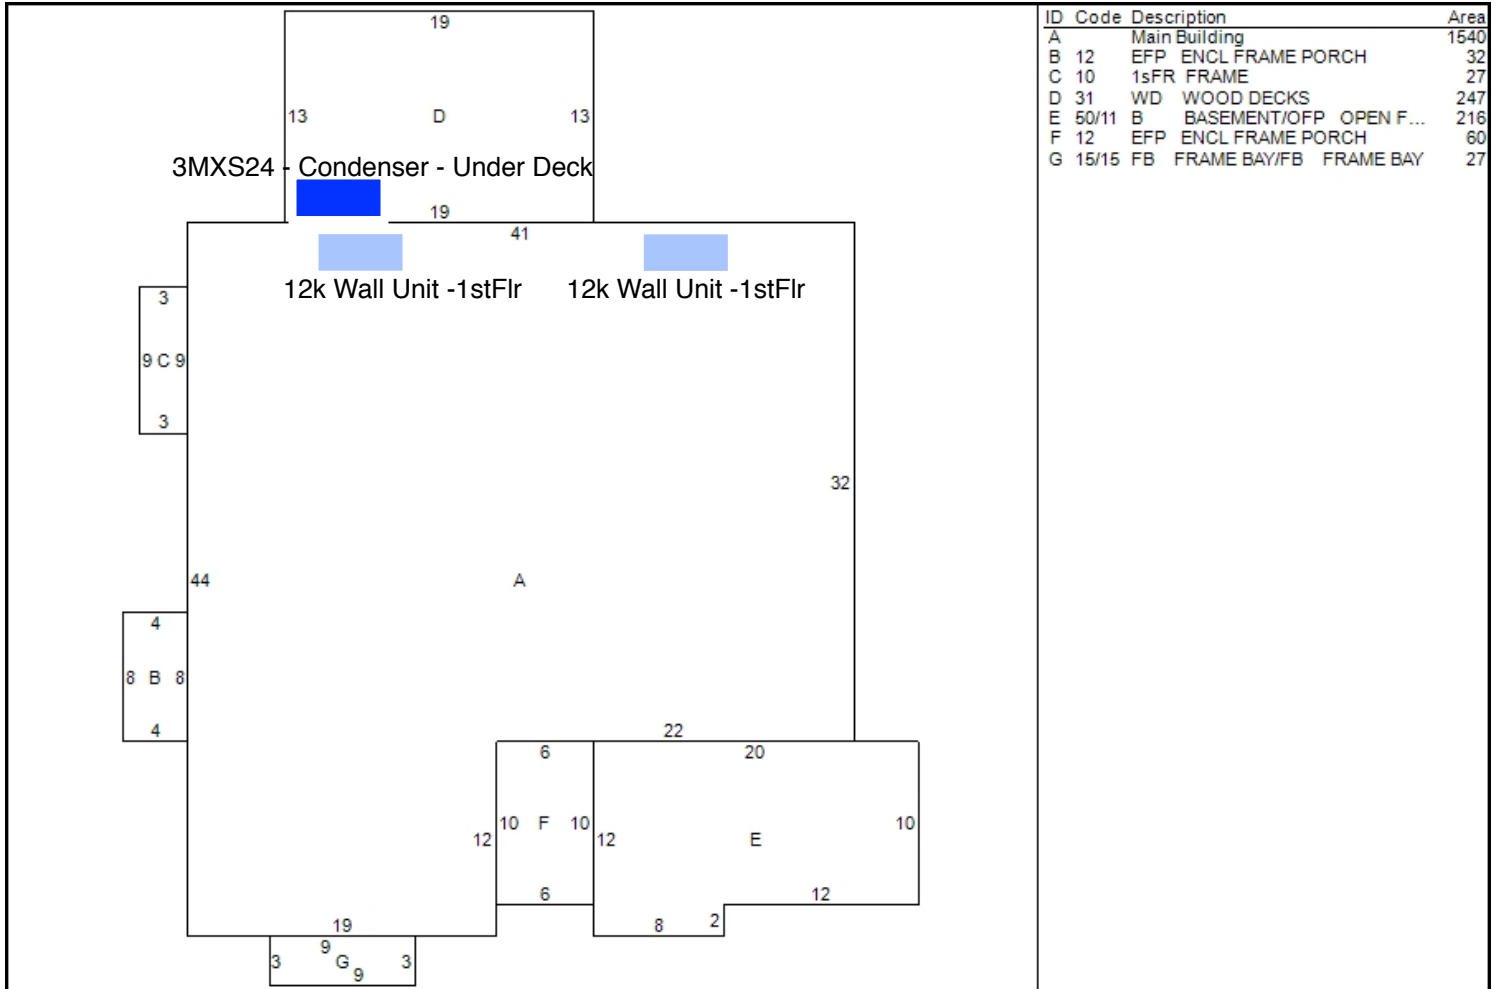 19
13 D 13
3MXS24 - Condenser - Under Deck
19
41
12k Wall Unit -1stFlr 12k Wall Unit -1stFlr
3
9 C 9
3
32
44 A
4
8 B 8
4
22
6 20
10 F 10 10
12 12 E
6 12
19 8 2
9
3 G 3
9
ID Code Description Area
A Main Building 1540
B 12 EFP ENCL FRAME PORCH 32
C 10 1sFR FRAME 27
D 31 WD WOOD DECKS 247
E 50/11 B BASEMENT/OFP OPEN F... 216
F 12 EFP ENCL FRAME PORCH 60
G 15/15 FB FRAME BAY/FB FRAME BAY 27